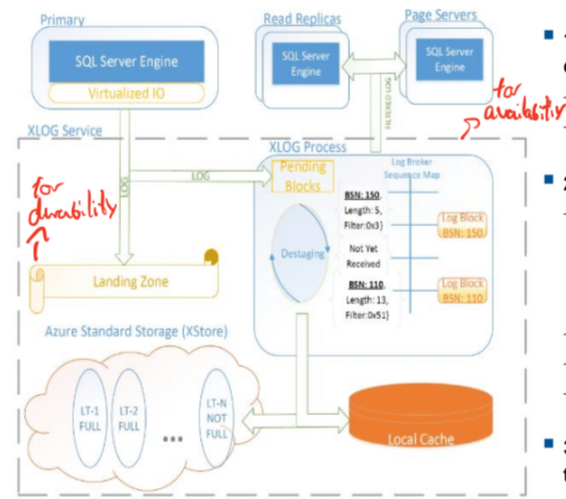 Primary
SQL Server Engine
Virtualized IO
Read Replicas
SQL Server
Engine
Page Servers
SQL Server
Engine
FILTERED LOG
for
availability
XLOG Service
XLOG Process
LOG
LOG
Pending
Blocks
Log Broker
Sequence Map
for
durability
BSN: 150,
Length: 5,
Filter:0x3}
Not Yet
Received
BSN: 110,
Length: 13,
Filter:0x51}
Log Block
BSN: 150
Log Block
BSN: 110
Destaging
Landing Zone
Azure Standard Storage (XStore)
LT-1
FULL
LT-2
FULL
...
LT-N
NOT
FULL
Local Cache
2
3